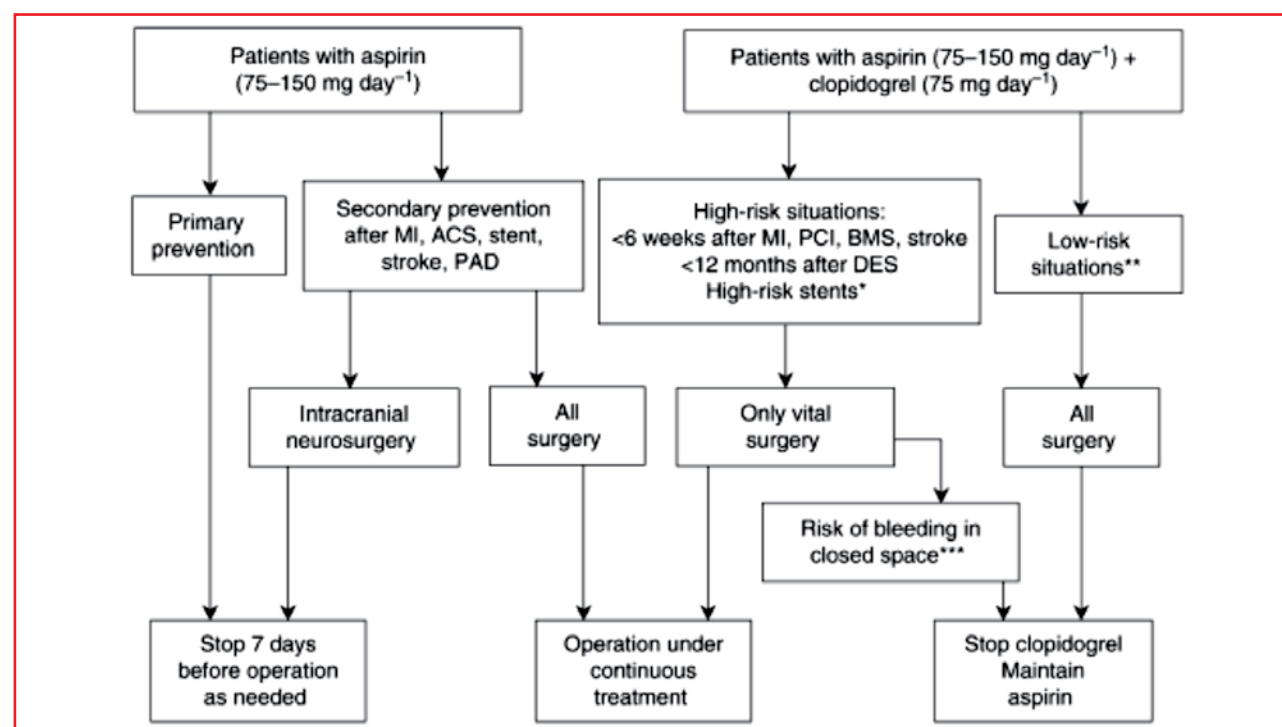 Patients with aspirin
(75–150 mg day⁻¹)
Patients with aspirin (75–150 mg day⁻¹) +
clopidogrel (75 mg day⁻¹)
Primary
prevention
Secondary prevention
after MI, ACS, stent,
stroke, PAD
High-risk situations:
<6 weeks after MI, PCI, BMS, stroke
<12 months after DES
High-risk stents*
Low-risk
situations**
Intracranial
neurosurgery
All
surgery
Only vital
surgery
All
surgery
Risk of bleeding in
closed space***
Stop 7 days
before operation
as needed
Operation under
continuous
treatment
Stop clopidogrel
Maintain
aspirin